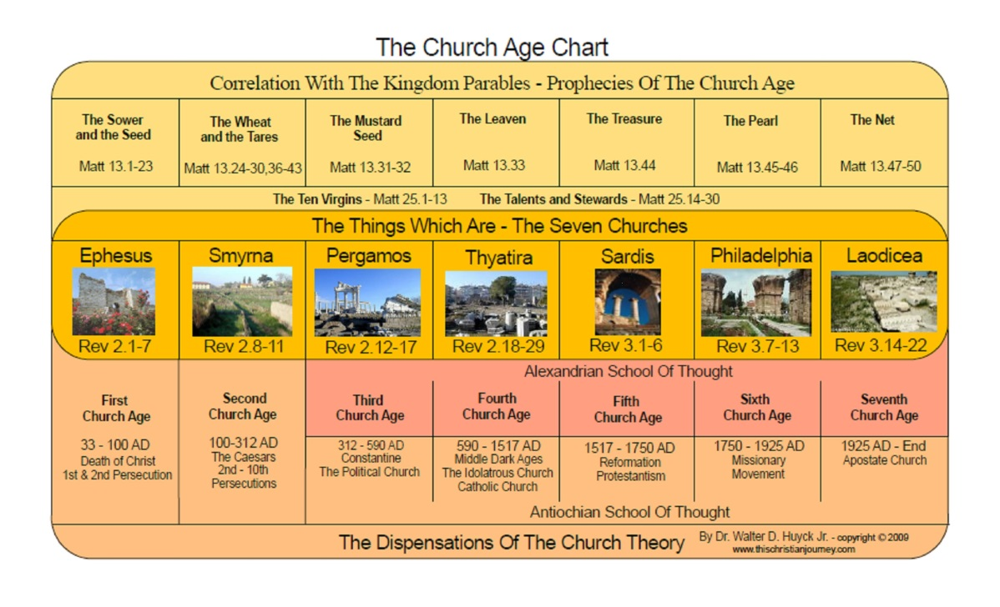 The Church Age Chart
Correlation With The Kingdom Parables - Prophecies Of The Church Age
The Sower
and the Seed
Matt 13.1-23
The Wheat
and the Tares
Matt 13.24-30,36-43
The Mustard
Seed
Matt 13.31-32
The Leaven
Matt 13.33
The Treasure
Matt 13.44
The Pearl
Matt 13.45-46
The Net
Matt 13.47-50
The Ten Virgins - Matt 25.1-13
The Talents and Stewards - Matt 25.14-30
The Things Which Are - The Seven Churches
Ephesus
Rev 2.1-7
Smyrna
Rev 2.8-11
Pergamos
Rev 2.12-17
Thyatira
Rev 2.18-29
Sardis
Rev 3.1-6
Philadelphia
Rev 3.7-13
Laodicea
Rev 3.14-22
Alexandrian School Of Thought
First
Church Age
33 - 100 AD
Death of Christ
1st & 2nd Persecution
Second
Church Age
100-312 AD
The Caesars
2nd - 10th
Persecutions
Third
Church Age
312 - 590 AD
Constantine
The Political Church
Fourth
Church Age
590 - 1517 AD
Middle Dark Ages
The Idolatrous Church
Catholic Church
Fifth
Church Age
1517 - 1750 AD
Reformation
Protestantism
Sixth
Church Age
1750 - 1925 AD
Missionary
Movement
Seventh
Church Age
1925 AD - End
Apostate Church
Antiochian School Of Thought
The Dispensations Of The Church Theory
By Dr. Walter D. Huyck Jr. - copyright © 2009
www.thischristianjourney.com